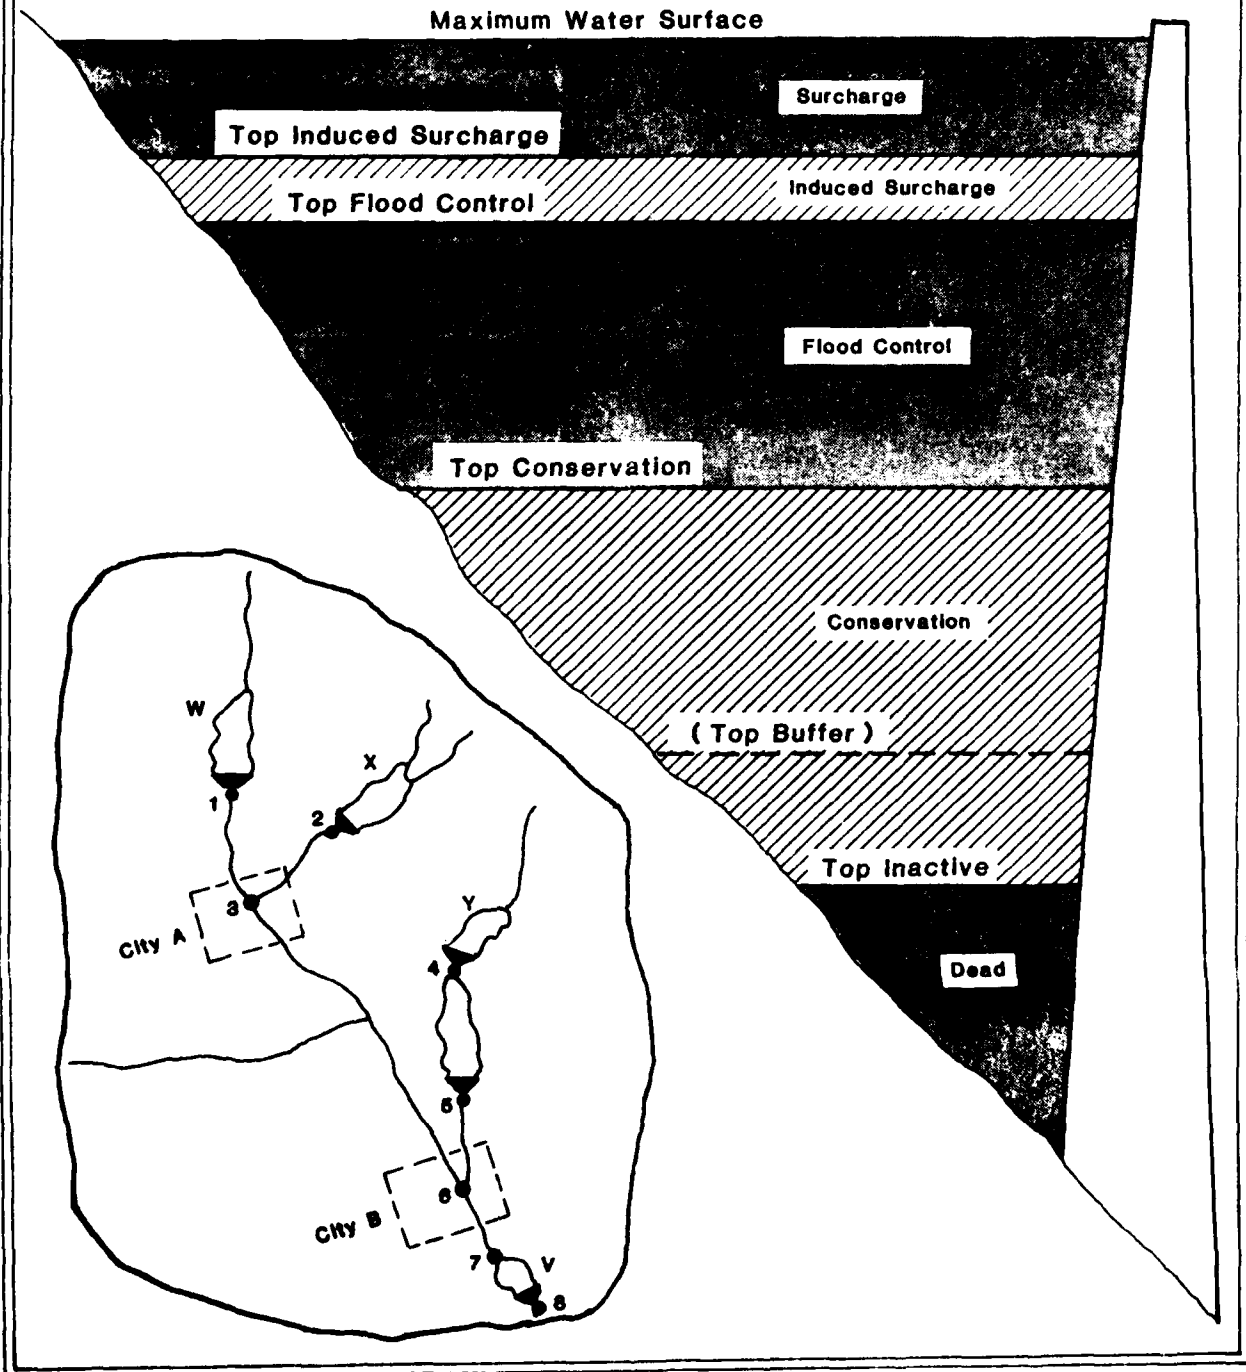 Maximum Water Surface
Surcharge
Top Induced Surcharge
Induced Surcharge
Top Flood Control
Flood Control
Top Conservation
Conservation
( Top Buffer )
Top Inactive
Dead
W
X
1
2
3
City A
Y
4
5
6
City B
7
V
8